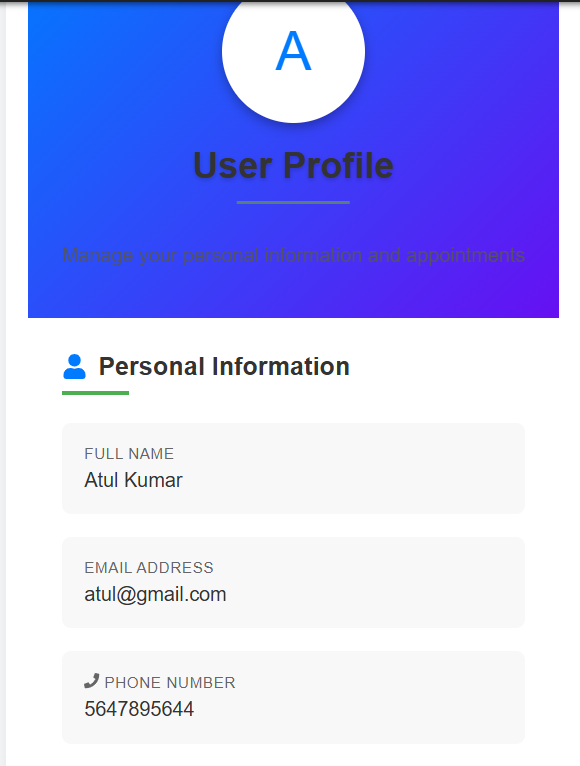 A
User Profile
Manage your personal information and appointments
Personal Information
FULL NAME
Atul Kumar
EMAIL ADDRESS
atul@gmail.com
PHONE NUMBER
5647895644